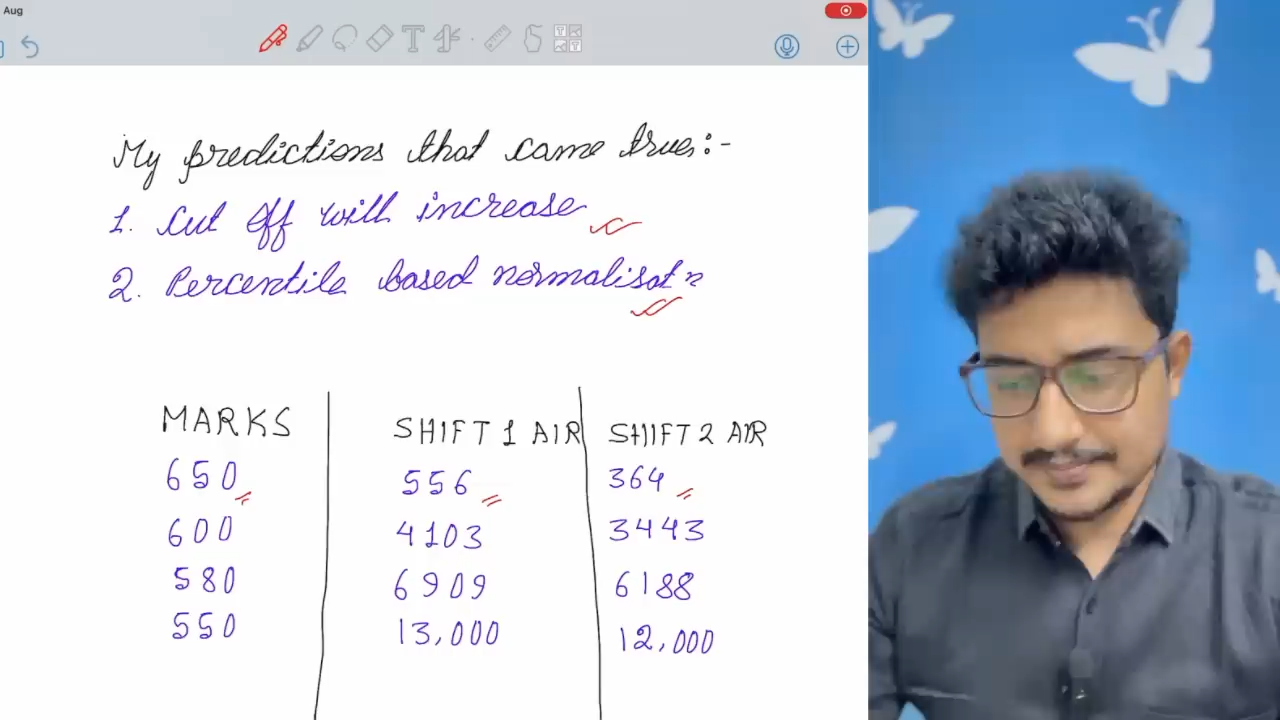 Aug
My predictions that came true:-
1. Cut off will increase
2. Percentile based normalisatn
MARKS SHIFT 1 AIR SHIFT 2 AIR
650 556 364
600 4103 3443
580 6909 6188
550 13,000 12,000